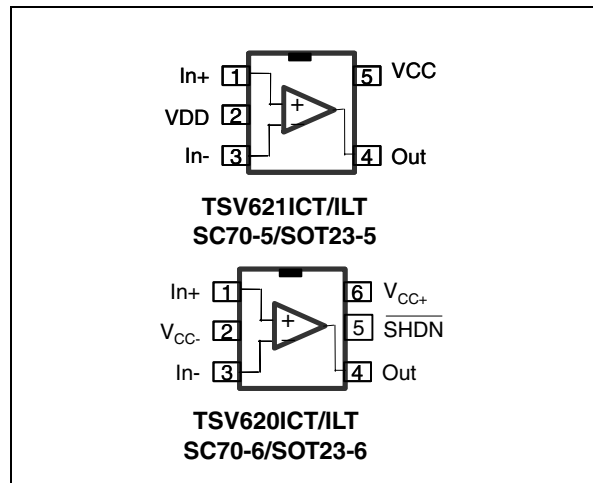 In+ 1 5 VCC
VDD 2
In- 3 4 Out
+
−
TSV621ICT/ILT
SC70-5/SOT23-5
In+ 1 6 VCC+
VCC- 2 5 SHDN
In- 3 4 Out
+
−
TSV620ICT/ILT
SC70-6/SOT23-6